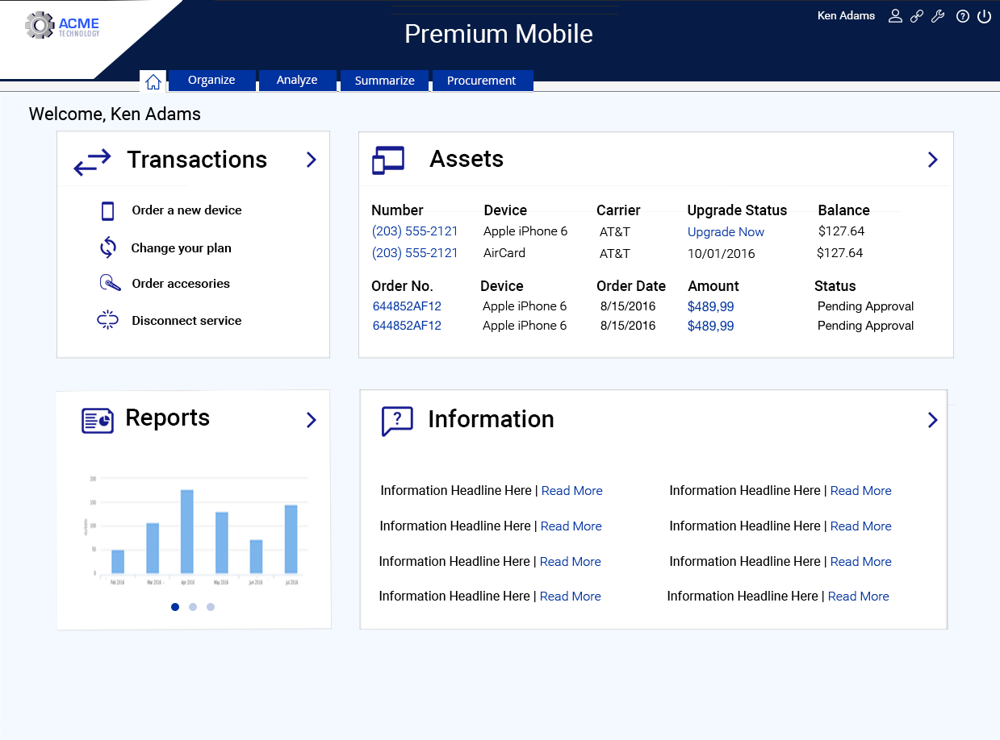 ACME
TECHNOLOGY
Ken Adams
Premium Mobile
Organize
Analyze
Summarize
Procurement
Welcome, Ken Adams
Transactions
Order a new device
Change your plan
Order accesories
Disconnect service
Assets
Number Device Carrier Upgrade Status Balance
(203) 555-2121 Apple iPhone 6 AT&T Upgrade Now $127.64
(203) 555-2121 AirCard AT&T 10/01/2016 $127.64
Order No. Device Order Date Amount Status
644852AF12 Apple iPhone 6 8/15/2016 $489,99 Pending Approval
644852AF12 Apple iPhone 6 8/15/2016 $489,99 Pending Approval
Reports
200
150
100
50
0
Feb 2016 Mar 2016 Apr 2016 May 2016 Jun 2016 Jul 2016
Information
Information Headline Here | Read More Information Headline Here | Read More
Information Headline Here | Read More Information Headline Here | Read More
Information Headline Here | Read More Information Headline Here | Read More
Information Headline Here | Read More Information Headline Here | Read More